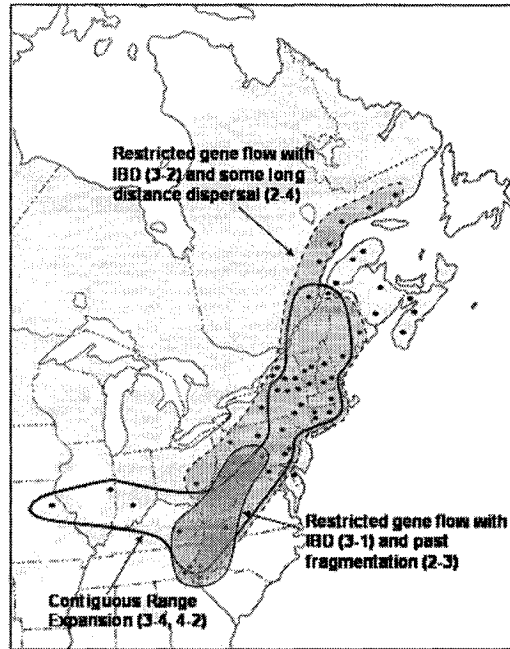 Restricted gene flow with
IBD (3-2) and some long
distance dispersal (2-4)
Restricted gene flow with
IBD (3-1) and past
fragmentation (2-3)
Contiguous Range
Expansion (3-4, 4-2)